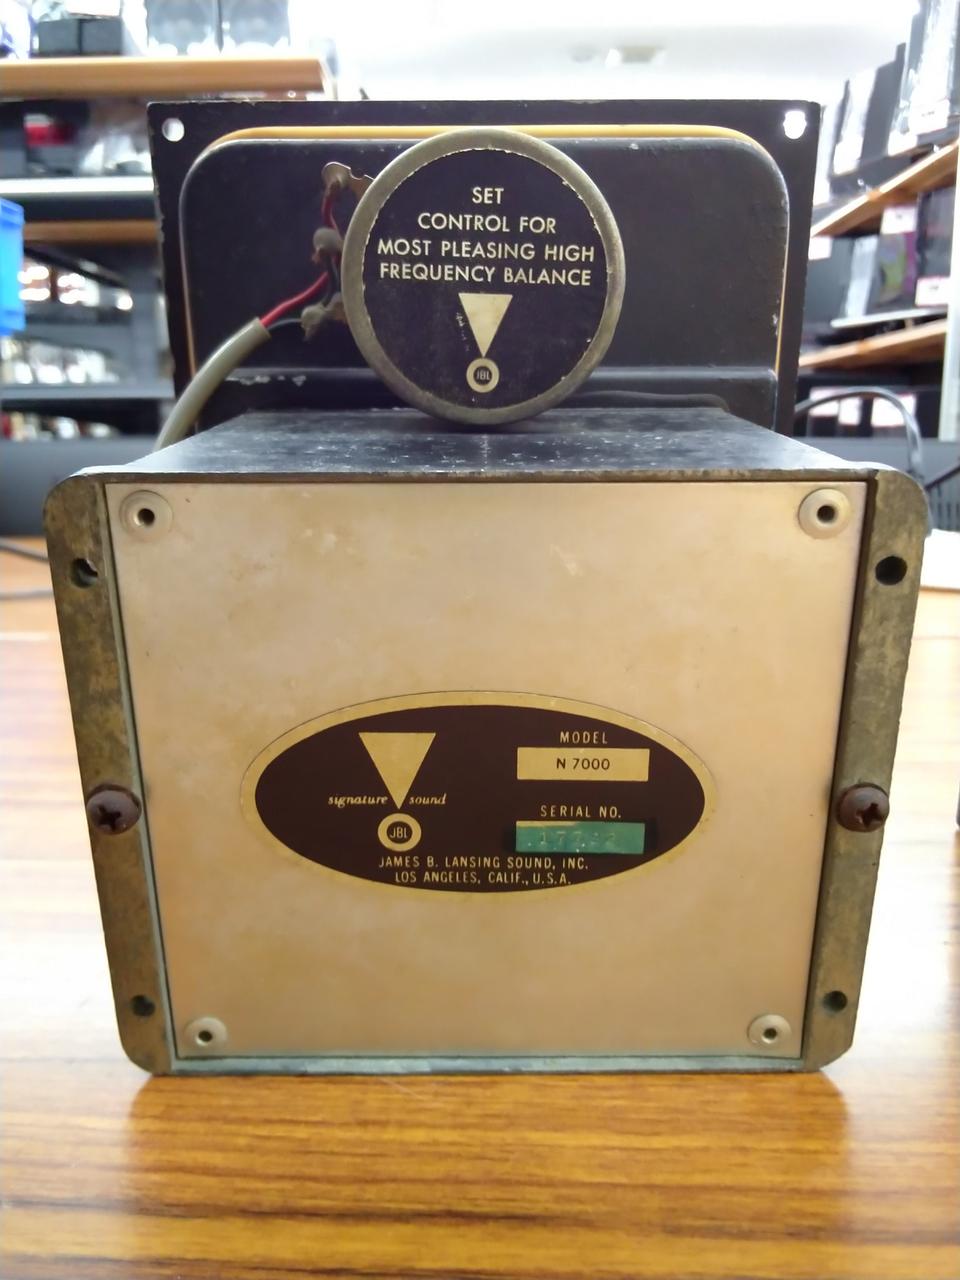 SET
CONTROL FOR
MOST PLEASING HIGH
FREQUENCY BALANCE
JBL
MODEL
N 7000
signature sound
SERIAL NO.
JBL
JAMES B. LANSING SOUND, INC.
LOS ANGELES, CALIF., U.S.A.